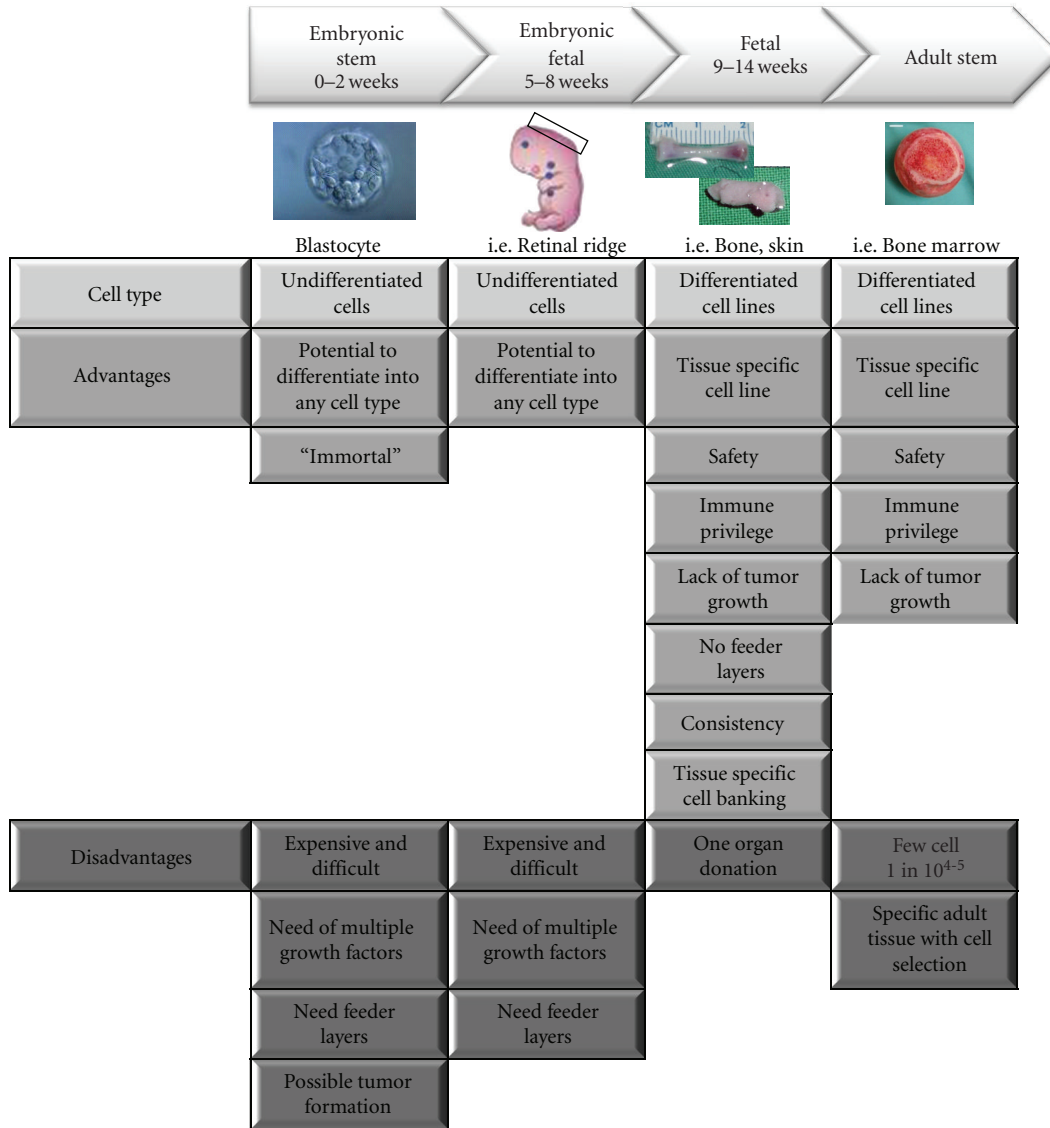 Embryonic
stem
0–2 weeks
Embryonic
fetal
5–8 weeks
Fetal
9–14 weeks
Adult stem
CM 1 2
Blastocyte
i.e. Retinal ridge
i.e. Bone, skin
i.e. Bone marrow
Cell type
Undifferentiated
cells
Undifferentiated
cells
Differentiated
cell lines
Differentiated
cell lines
Advantages
Potential to
differentiate into
any cell type
Potential to
differentiate into
any cell type
Tissue specific
cell line
Tissue specific
cell line
“Immortal”
Safety
Safety
Immune
privilege
Immune
privilege
Lack of tumor
growth
Lack of tumor
growth
No feeder
layers
Consistency
Tissue specific
cell banking
Disadvantages
Expensive and
difficult
Expensive and
difficult
One organ
donation
Few cell
1 in 10⁴⁻⁵
Need of multiple
growth factors
Need of multiple
growth factors
Specific adult
tissue with cell
selection
Need feeder
layers
Need feeder
layers
Possible tumor
formation